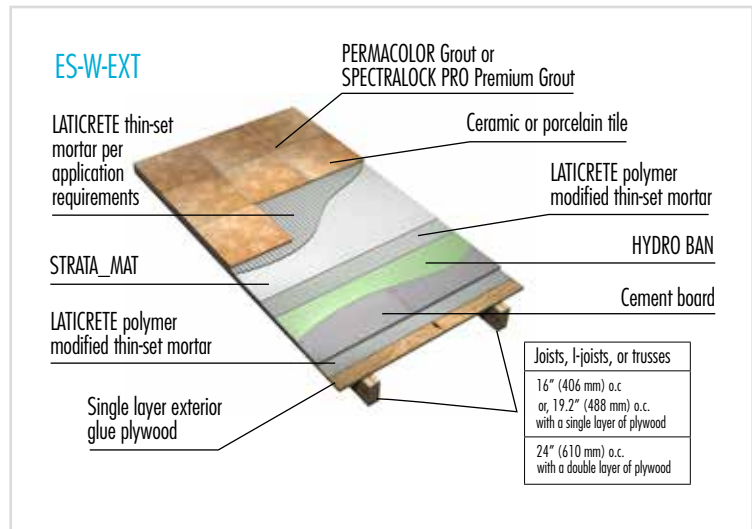 ES-W-EXT
PERMACOLOR Grout or
SPECTRALOCK PRO Premium Grout
LATICRETE thin-set
mortar per
application
requirements
Ceramic or porcelain tile
LATICRETE polymer
modified thin-set mortar
HYDRO BAN
STRATA_MAT
Cement board
LATICRETE polymer
modified thin-set mortar
Single layer exterior
glue plywood
Joists, I-joists, or trusses
16" (406 mm) o.c
or, 19.2" (488 mm) o.c.
with a single layer of plywood
24" (610 mm) o.c.
with a double layer of plywood